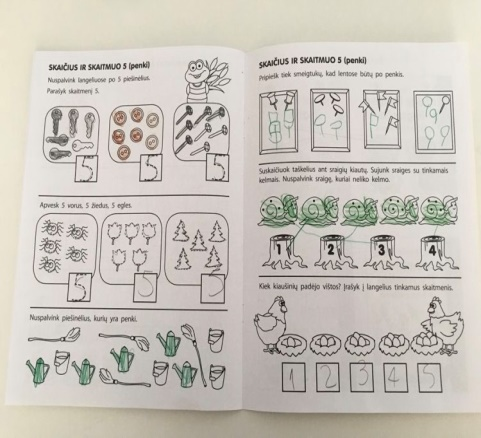 SKAIČIUS IR SKAITMUO 5 (penki)
Nuspalvink langeliuose po 5 piešinėlius.
Parašyk skaitmenį 5.
5
5
5
Apvesk 5 vorus, 5 žiedus, 5 egles.
5
5
5
Nuspalvink piešinėlius, kurių yra penki.
SKAIČIUS IR SKAITMUO 5 (penki)
Pripiešk tiek smeigtukų, kad lentose būtų po penkis.
Suskaičiuok taškelius ant sraigių kiautų. Sujunk sraiges su tinkamais
kelmais. Nuspalvink sraigę, kuriai neliko kelmo.
1 2 3 4
Kiek kiaušinių padėjo vištos? Įrašyk į langelius tinkamus skaitmenis.
1 2 3 4 5